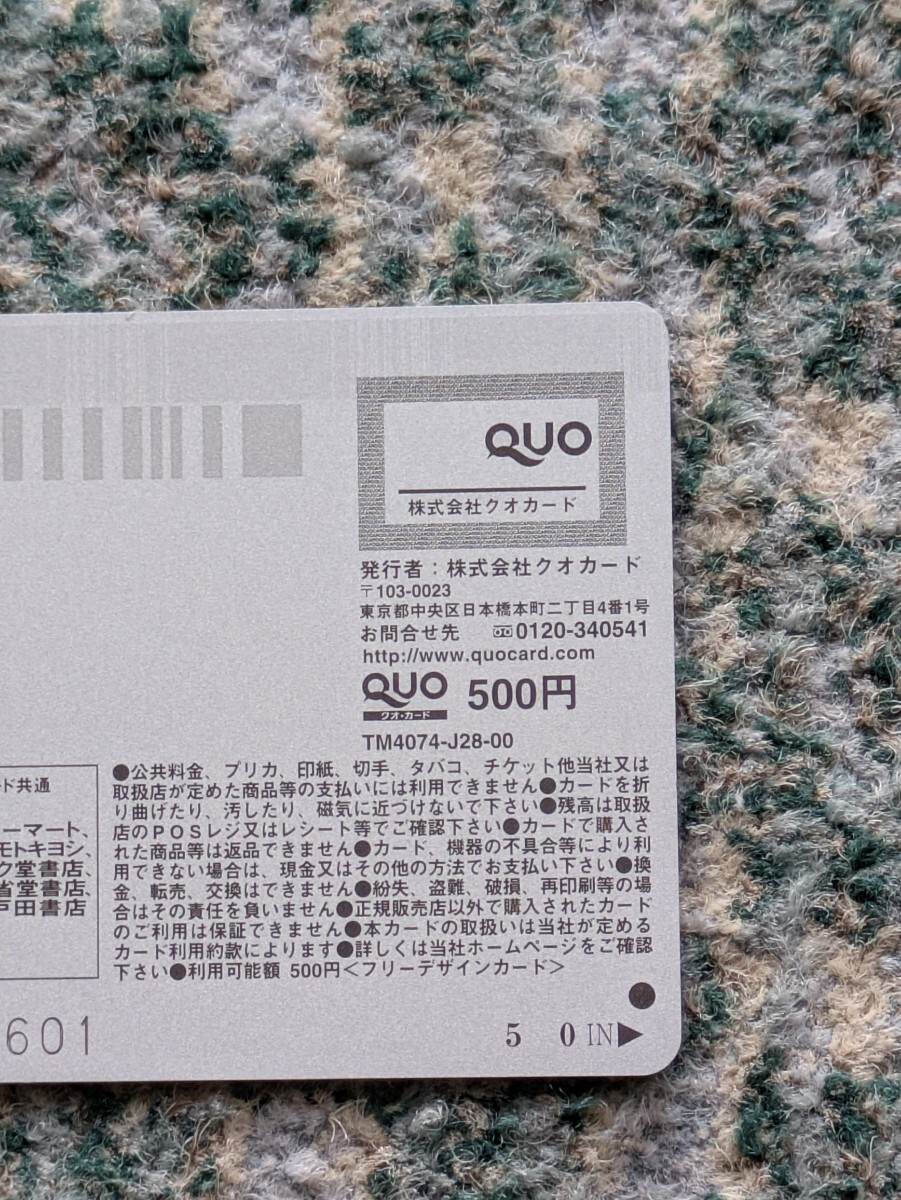 QUO
株式会社クオカード
発行者：株式会社クオカード
〒103-0023
東京都中央区日本橋本町二丁目4番1号
お問合せ先 0120-340541
http://www.quocard.com
QUO 500円
クオ・カード
TM4074-J28-00
ド共通
ーマート、
モトキヨシ、
ク堂書店、
省堂書店、
戸田書店
●公共料金、プリカ、印紙、切手、タバコ、チケット他当社又は
取扱店が定めた商品等の支払いには利用できません●カードを折
り曲げたり、汚したり、磁気に近づけないで下さい●残高は取扱
店のPOSレジ又はレシート等でご確認下さい●カードで購入さ
れた商品等は返品できません●カード、機器の不具合等により利
用できない場合は、現金又はその他の方法でお支払い下さい●換
金、転売、交換はできません●紛失、盗難、破損、再印刷等の場
合はその責任を負いません●正規販売店以外で購入されたカード
のご利用は保証できません●本カードの取扱いは当社が定める
カード利用約款によります●詳しくは当社ホームページをご確認
下さい●利用可能額 500円＜フリーデザインカード＞
601
5 0 IN▶